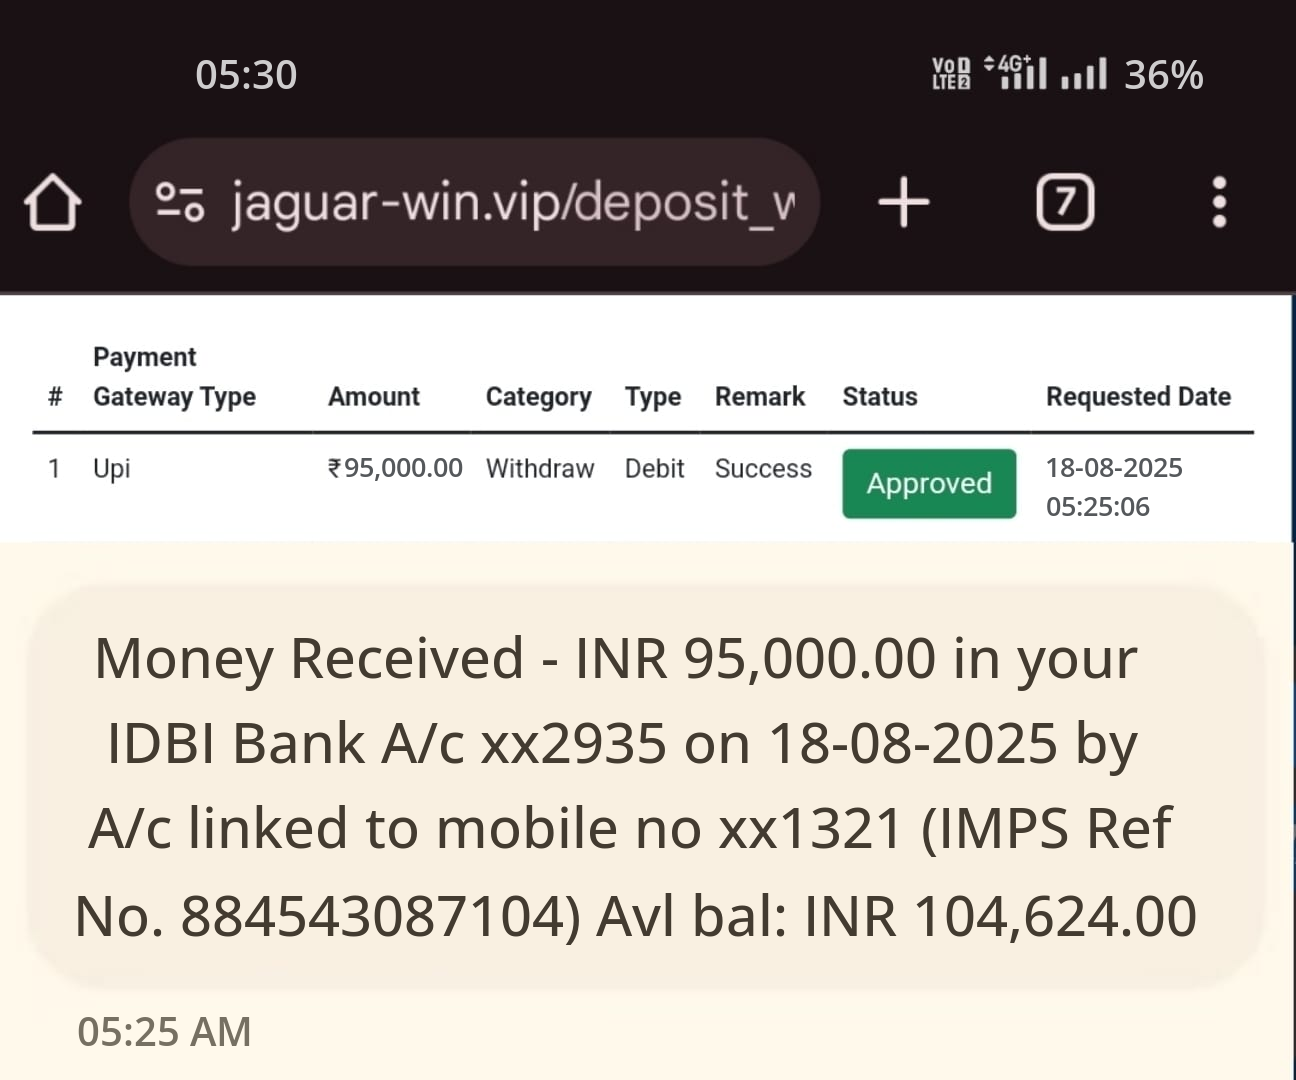 05:30 VoD LTE2 4G+ 36%
jaguar-win.vip/deposit_w 7
Payment
# Gateway Type Amount Category Type Remark Status Requested Date
1 Upi ₹95,000.00 Withdraw Debit Success Approved 18-08-2025
05:25:06
Money Received - INR 95,000.00 in your
IDBI Bank A/c xx2935 on 18-08-2025 by
A/c linked to mobile no xx1321 (IMPS Ref
No. 884543087104) Avl bal: INR 104,624.00
05:25 AM